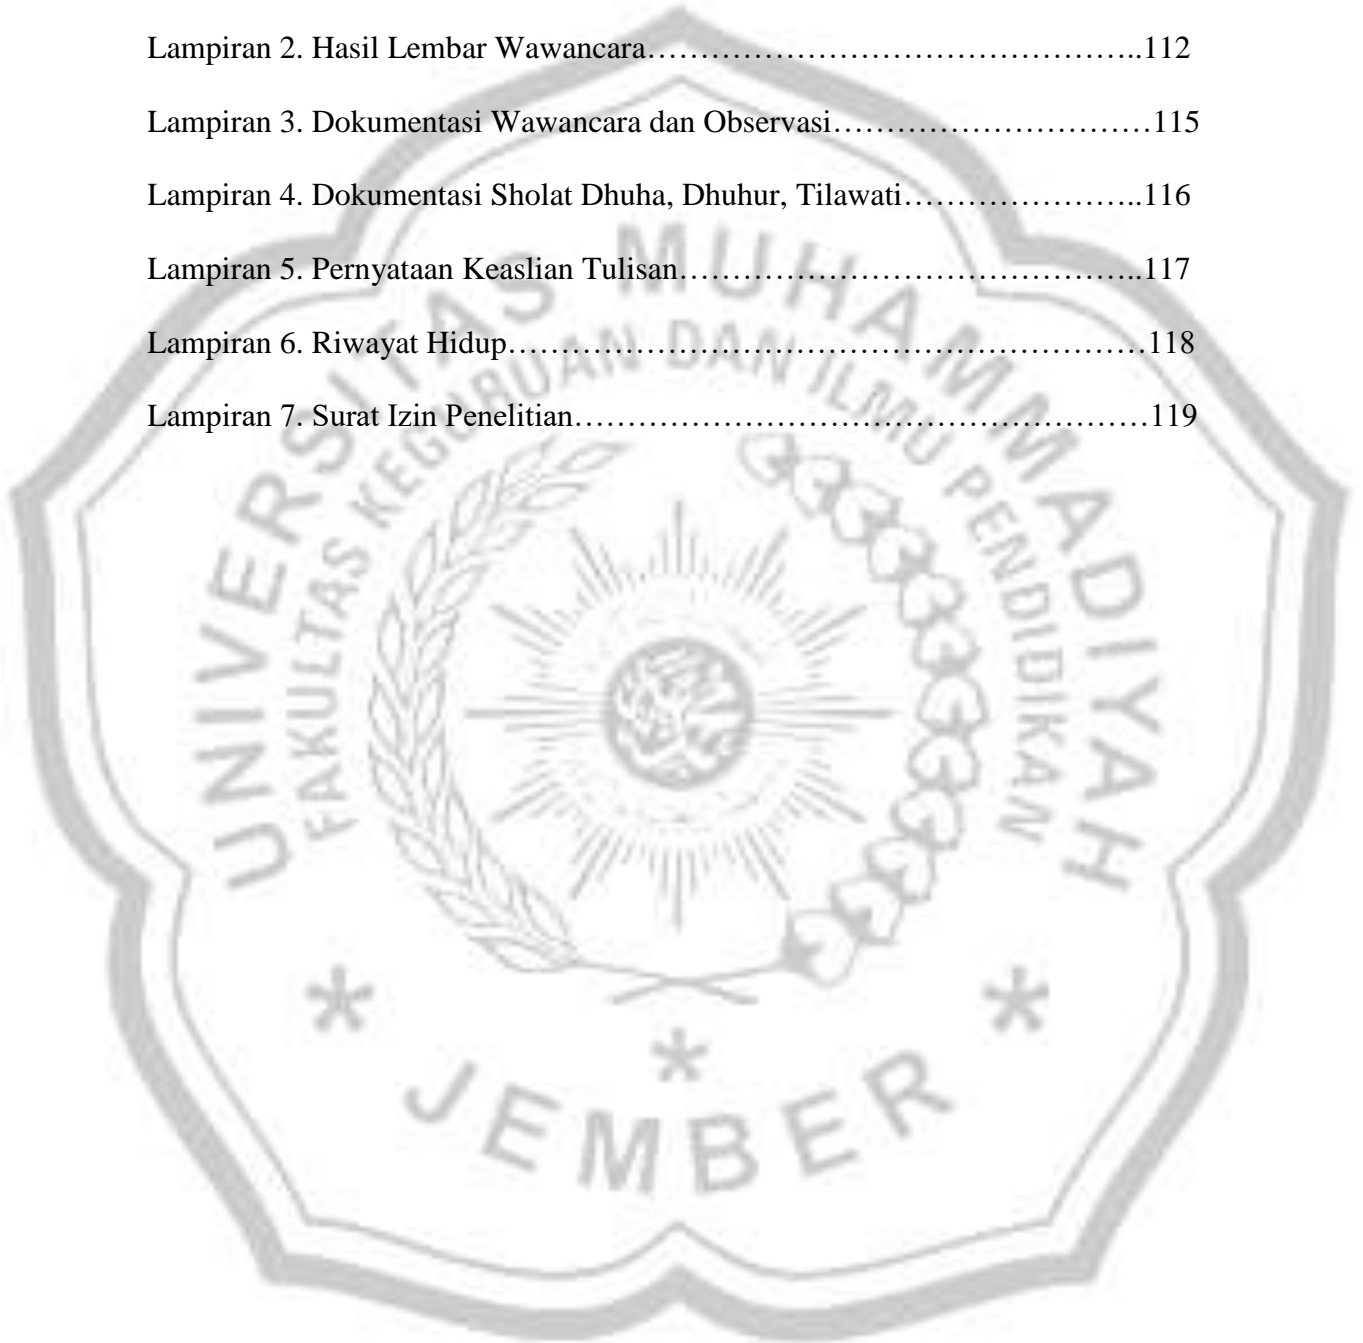 Lampiran 2. Hasil Lembar Wawancara………………………………………..112
Lampiran 3. Dokumentasi Wawancara dan Observasi…………………………115
Lampiran 4. Dokumentasi Sholat Dhuha, Dhuhur, Tilawati…………………..116
Lampiran 5. Pernyataan Keaslian Tulisan……………………………………..117
Lampiran 6. Riwayat Hidup……………………………………………………118
Lampiran 7. Surat Izin Penelitian………………………………………………119
UNIVERSITAS MUHAMMADIYAH
FAKULTAS KEGURUAN DAN ILMU PENDIDIKAN
* JEMBER *
*